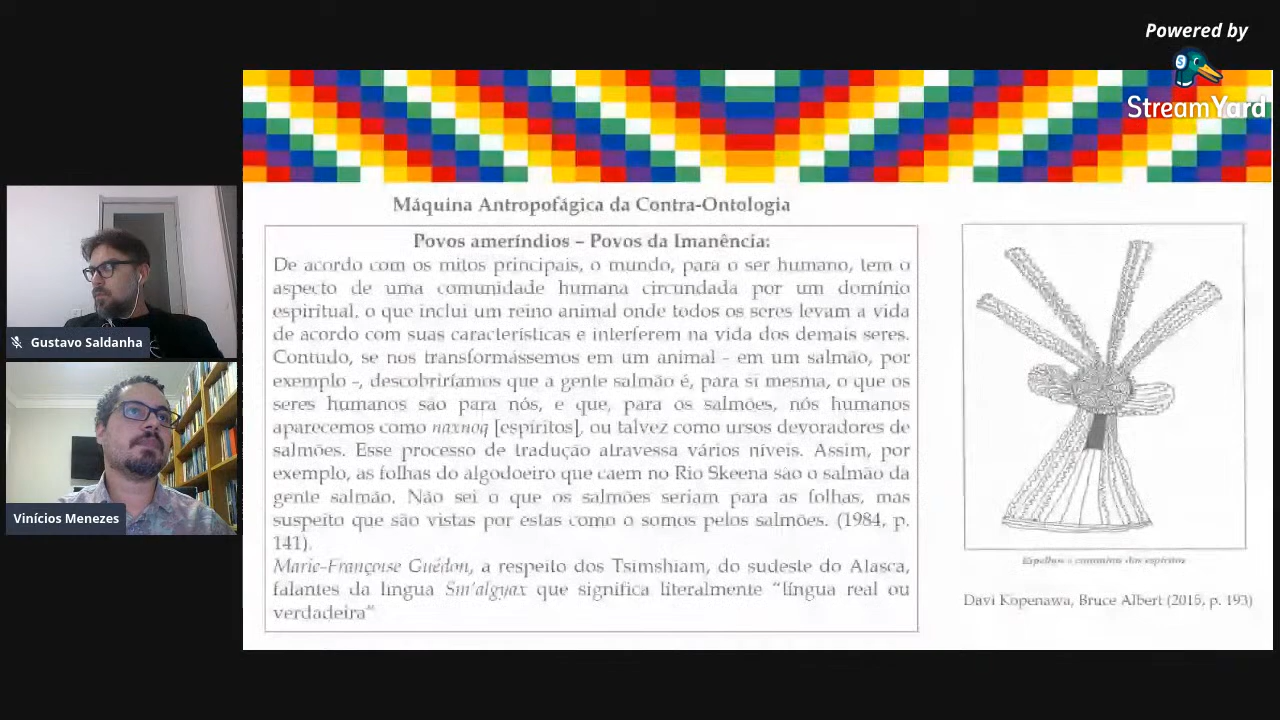 Powered by
StreamYard
Máquina Antropofágica da Contra-Ontologia
Povos ameríndios – Povos da Imanência:
De acordo com os mitos principais, o mundo, para o ser humano, tem o
aspecto de uma comunidade humana circundada por um domínio
espiritual, o que inclui um reino animal onde todos os seres levam a vida
de acordo com suas características e interferem na vida dos demais seres.
Contudo, se nos transformássemos em um animal – em um salmão, por
exemplo –, descobriríamos que a gente salmão é, para si mesma, o que os
seres humanos são para nós, e que, para os salmões, nós humanos
aparecemos como naxnoq [espíritos], ou talvez como ursos devoradores de
salmões. Esse processo de tradução atravessa vários níveis. Assim, por
exemplo, as folhas do algodoeiro que caem no Rio Skeena são o salmão da
gente salmão. Não sei o que os salmões seriam para as folhas, mas
suspeito que são vistas por estas como o somos pelos salmões. (1984, p.
141).
Marie-Françoise Guédon, a respeito dos Tsimshiam, do sudeste do Alasca,
falantes da língua Sm'algyax que significa literalmente "língua real ou
verdadeira"
Espelhos e caminhos dos espíritos
Davi Kopenawa, Bruce Albert (2015, p. 193)
Gustavo Saldanha
Vinícios Menezes